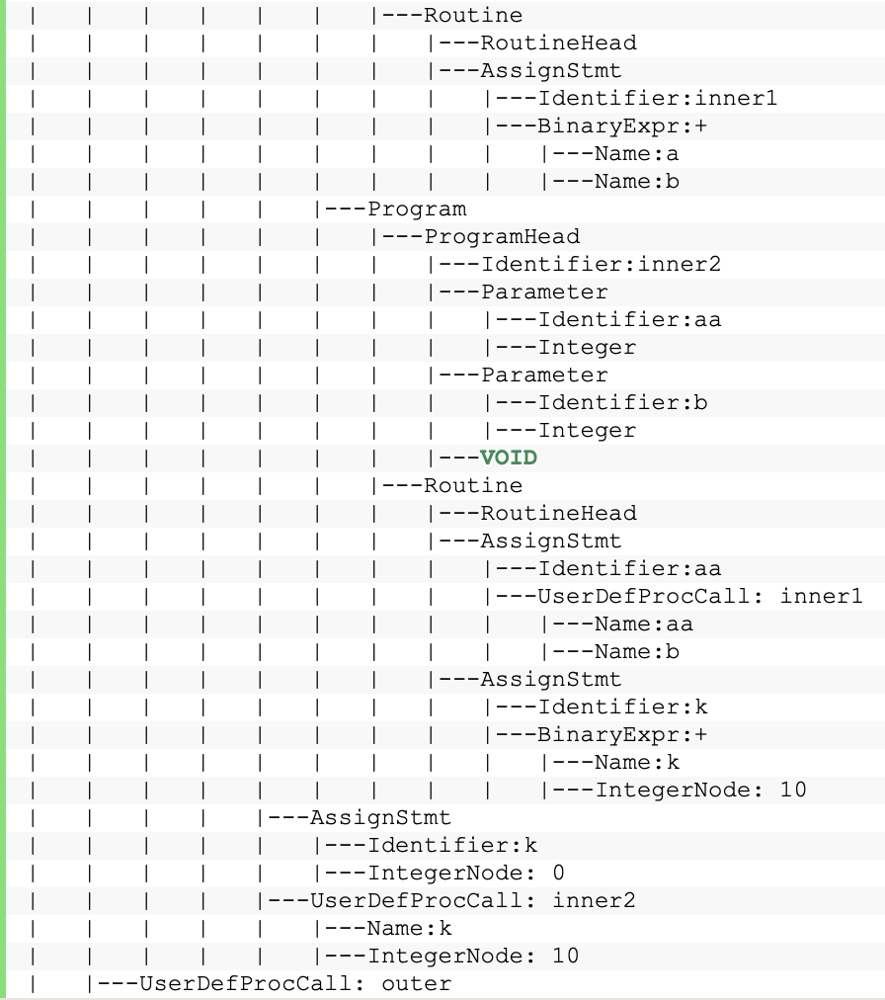 |   |   |   |   |   |   |---Routine
|   |   |   |   |   |   |   |---RoutineHead
|   |   |   |   |   |   |   |---AssignStmt
|   |   |   |   |   |   |   |   |---Identifier:inner1
|   |   |   |   |   |   |   |   |---BinaryExpr:+
|   |   |   |   |   |   |   |   |   |---Name:a
|   |   |   |   |   |   |   |   |   |---Name:b
|   |   |   |   |   |---Program
|   |   |   |   |   |   |---ProgramHead
|   |   |   |   |   |   |   |---Identifier:inner2
|   |   |   |   |   |   |   |---Parameter
|   |   |   |   |   |   |   |   |---Identifier:aa
|   |   |   |   |   |   |   |   |---Integer
|   |   |   |   |   |   |   |---Parameter
|   |   |   |   |   |   |   |   |---Identifier:b
|   |   |   |   |   |   |   |   |---Integer
|   |   |   |   |   |   |   |---VOID
|   |   |   |   |   |   |---Routine
|   |   |   |   |   |   |   |---RoutineHead
|   |   |   |   |   |   |   |---AssignStmt
|   |   |   |   |   |   |   |   |---Identifier:aa
|   |   |   |   |   |   |   |   |---UserDefProcCall: inner1
|   |   |   |   |   |   |   |   |   |---Name:aa
|   |   |   |   |   |   |   |   |   |---Name:b
|   |   |   |   |   |   |   |---AssignStmt
|   |   |   |   |   |   |   |   |---Identifier:k
|   |   |   |   |   |   |   |   |---BinaryExpr:+
|   |   |   |   |   |   |   |   |   |---Name:k
|   |   |   |   |   |   |   |   |   |---IntegerNode: 10
|   |   |   |   |---AssignStmt
|   |   |   |   |   |---Identifier:k
|   |   |   |   |   |---IntegerNode: 0
|   |   |   |   |---UserDefProcCall: inner2
|   |   |   |   |   |---Name:k
|   |   |   |   |   |---IntegerNode: 10
|   |---UserDefProcCall: outer